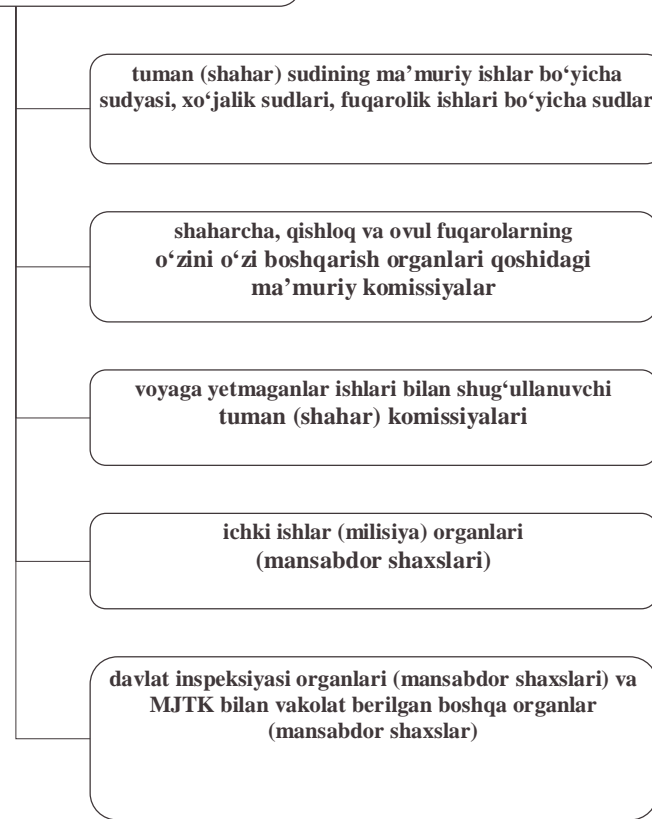 tuman (shahar) sudining ma’muriy ishlar bo‘yicha
sudyasi, xo‘jalik sudlari, fuqarolik ishlari bo‘yicha sudlar
shaharcha, qishloq va ovul fuqarolarning
o‘zini o‘zi boshqarish organlari qoshidagi
ma’muriy komissiyalar
voyaga yetmaganlar ishlari bilan shug‘ullanuvchi
tuman (shahar) komissiyalari
ichki ishlar (milisiya) organlari
(mansabdor shaxslari)
davlat inspeksiyasi organlari (mansabdor shaxslari) va
MJTK bilan vakolat berilgan boshqa organlar
(mansabdor shaxslar)